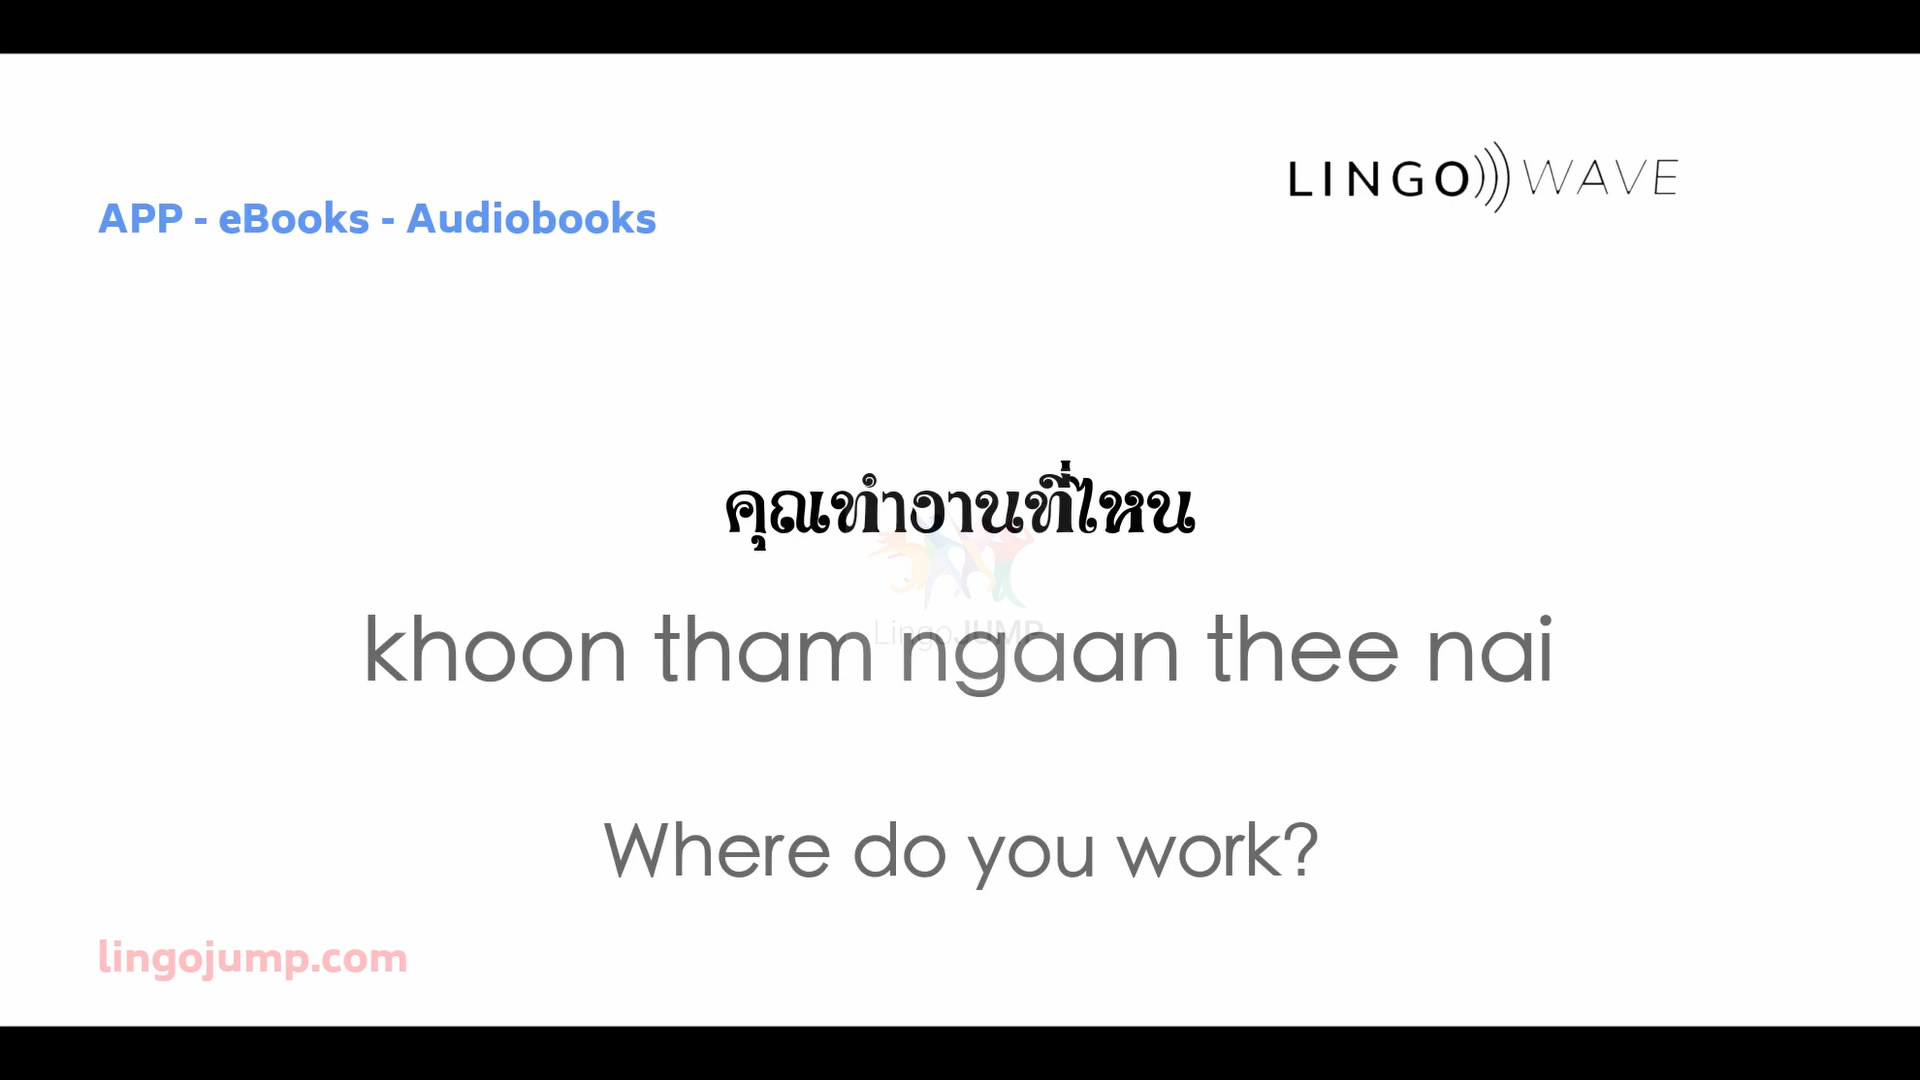 LINGO WAVE
APP - eBooks - Audiobooks
คุณทำงานที่ไหน
LingoJUMP
khoon tham ngaan thee nai
Where do you work?
lingojump.com